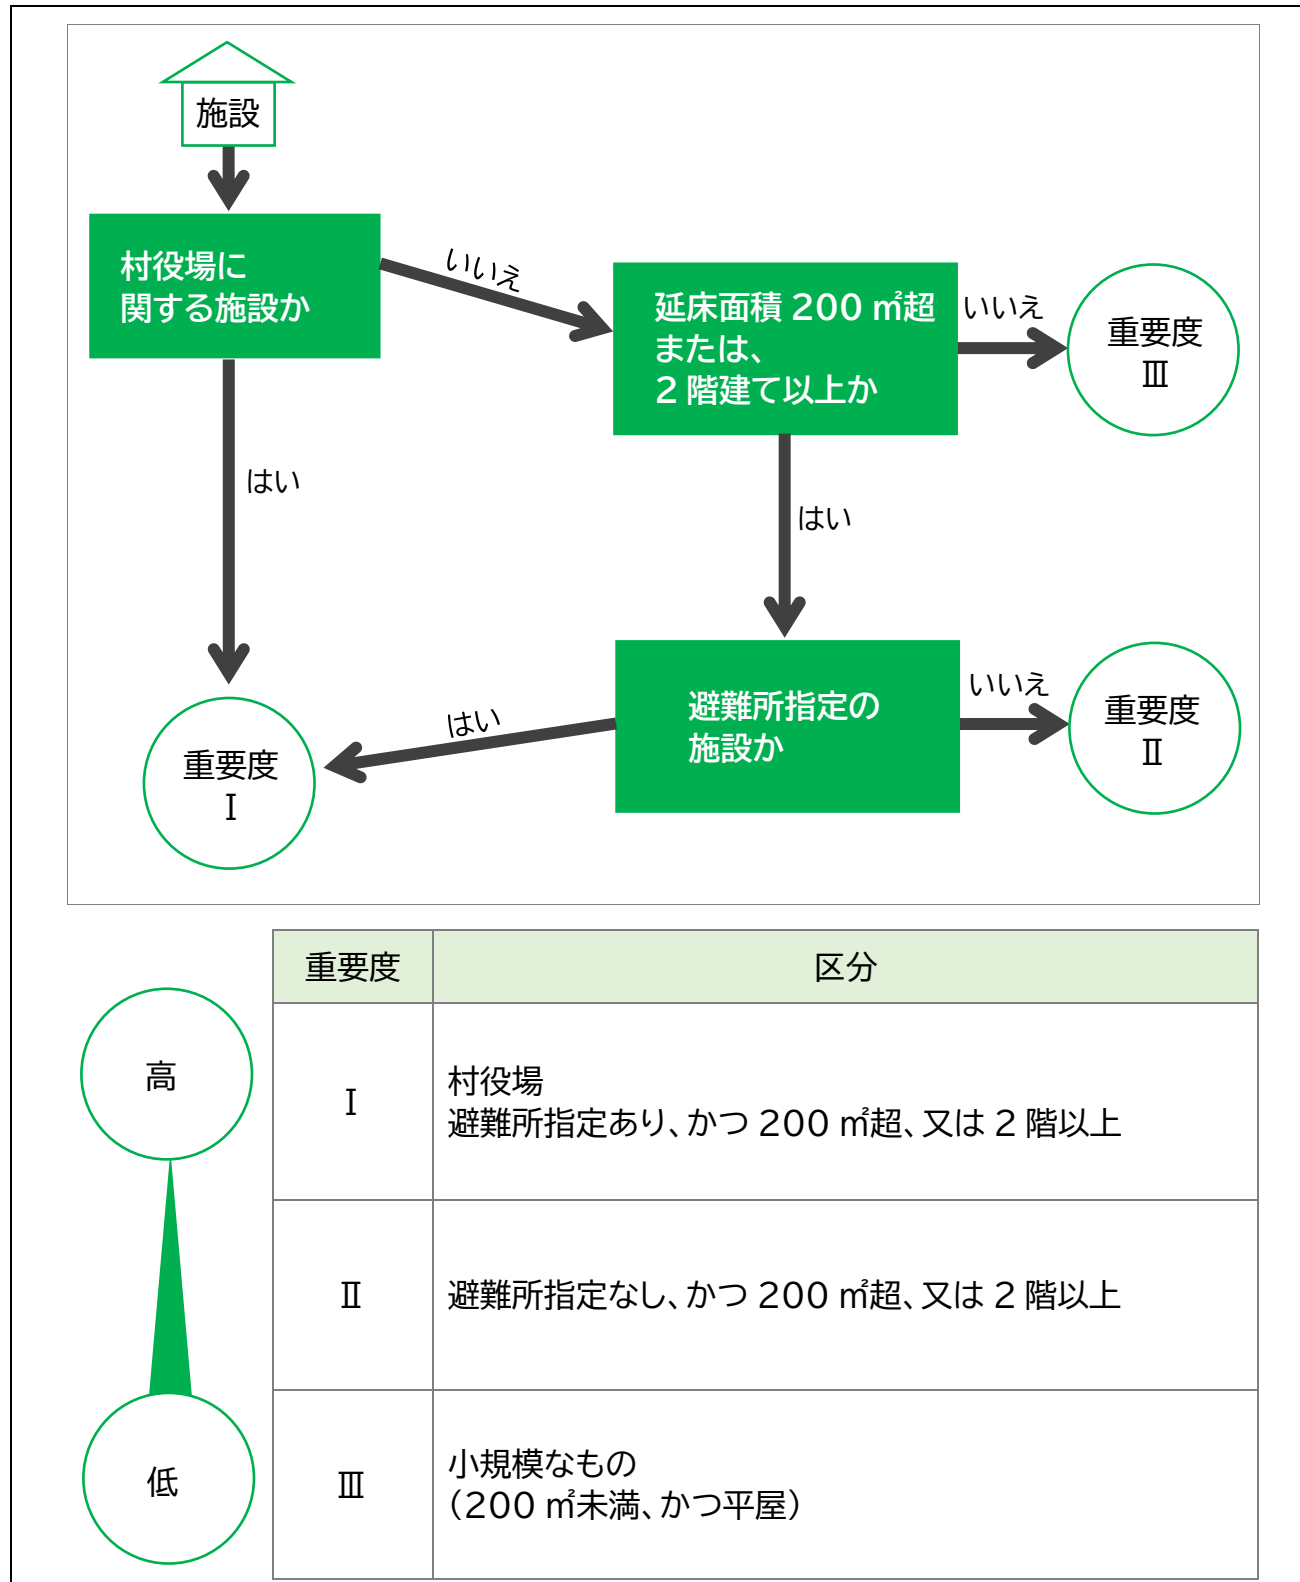 施設
村役場に
関する施設か
いいえ
延床面積 200 ㎡超
または、
2 階建て以上か
いいえ
重要度
Ⅲ
はい
はい
避難所指定の
施設か
いいえ
重要度
Ⅱ
はい
重要度
Ⅰ
重要度
区分
高
Ⅰ
村役場
避難所指定あり、かつ 200 ㎡超、又は 2 階以上
Ⅱ
避難所指定なし、かつ 200 ㎡超、又は 2 階以上
低
Ⅲ
小規模なもの
(200 ㎡未満、かつ平屋)